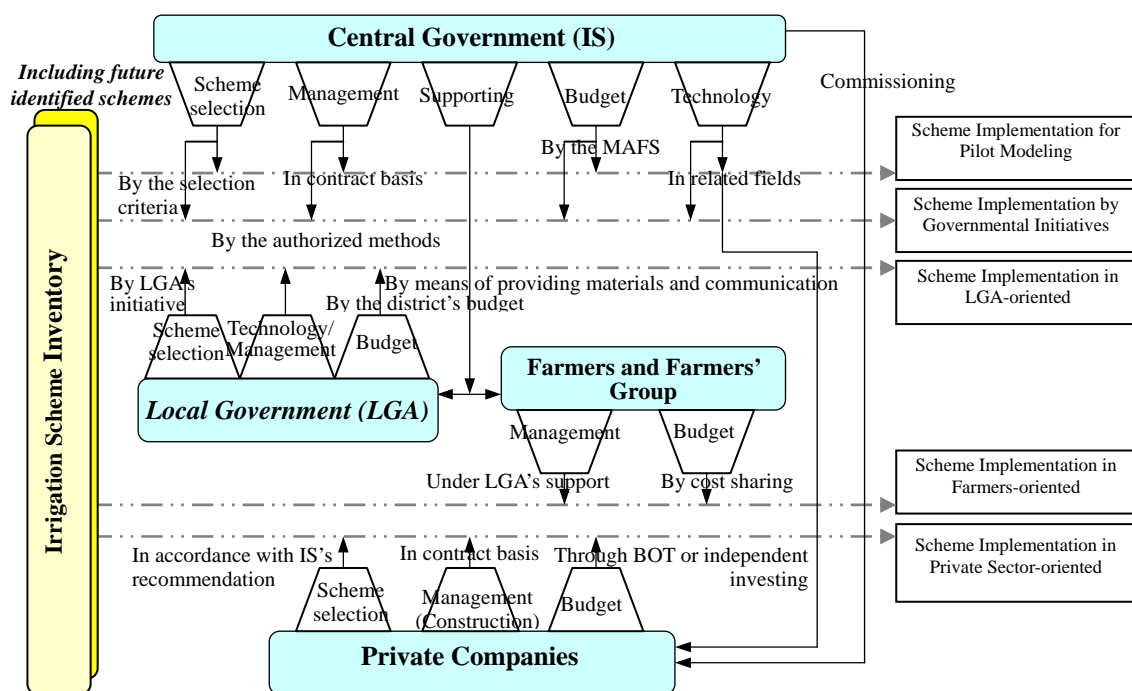 Central Government (IS)
Including future
identified schemes
Scheme
selection
Management
Supporting
Budget
Technology
Commissioning
By the MAFS
Scheme Implementation for
Pilot Modeling
By the selection
criteria
In contract basis
In related fields
Scheme Implementation by
Governmental Initiatives
By the authorized methods
Scheme Implementation in
LGA-oriented
By LGA's
initiative
By means of providing materials and communication
By the district's budget
Scheme
selection
Technology/
Management
Budget
Local Government (LGA)
Farmers and Farmers'
Group
Management
Budget
Under LGA's support
By cost sharing
Scheme Implementation in
Farmers-oriented
Irrigation Scheme Inventory
Scheme Implementation in
Private Sector-oriented
In accordance with IS's
recommendation
In contract basis
Through BOT or independent
investing
Scheme
selection
Management
(Construction)
Budget
Private Companies